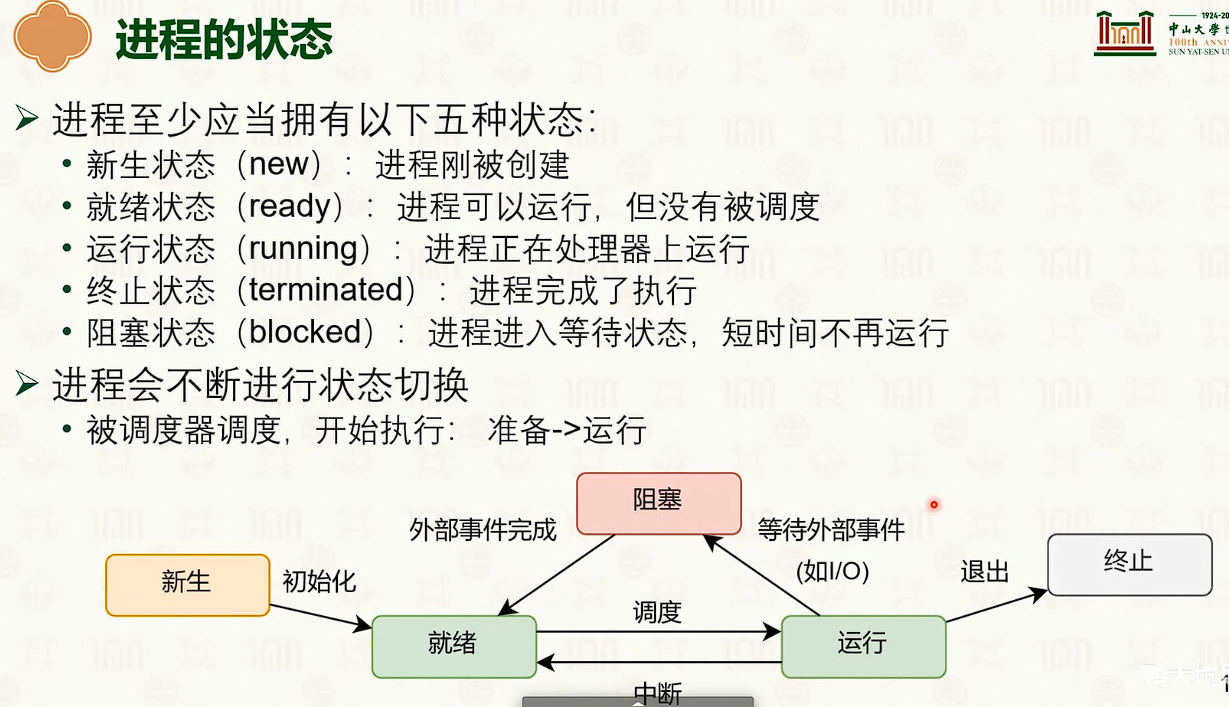 进程的状态
1924-20
中山大學
100th ANNI
SUN YAT-SEN U
进程至少应当拥有以下五种状态：
新生状态（new）：进程刚被创建
就绪状态（ready）：进程可以运行，但没有被调度
运行状态（running）：进程正在处理器上运行
终止状态（terminated）：进程完成了执行
阻塞状态（blocked）：进程进入等待状态，短时间不再运行
进程会不断进行状态切换
被调度器调度，开始执行： 准备->运行
阻塞
外部事件完成
等待外部事件
(如I/O)
新生
初始化
退出
终止
调度
就绪
运行
中断